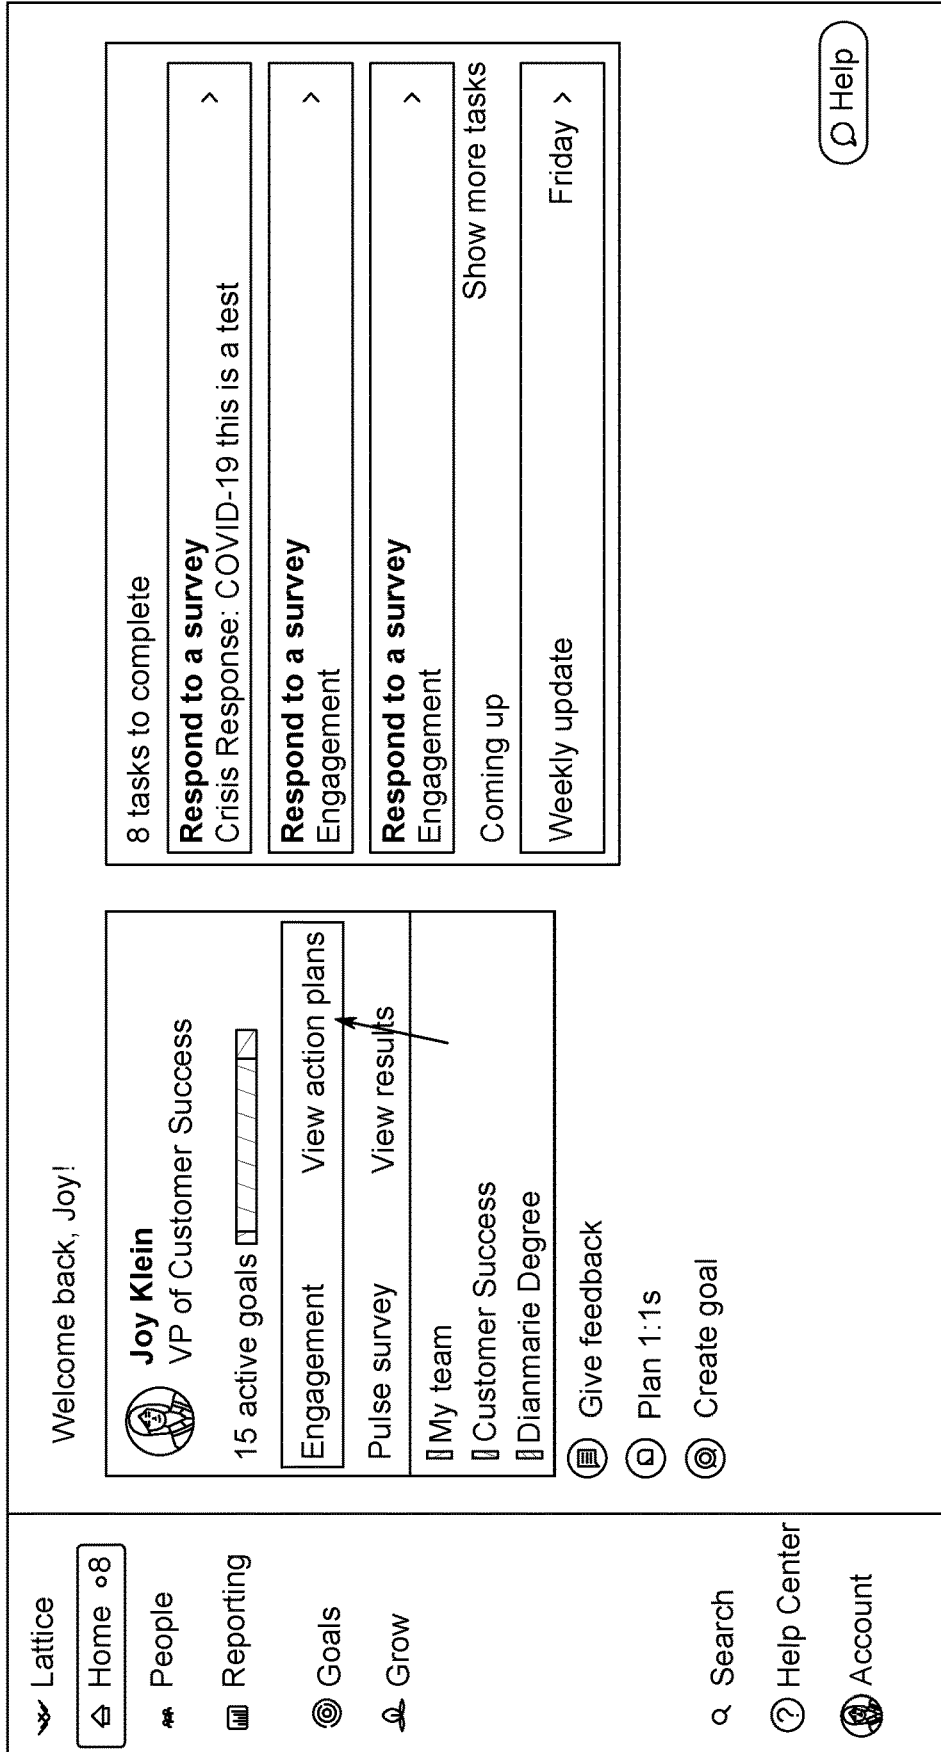 Lattice
Home 8
People
Reporting
Goals
Grow
Search
Help Center
Account
Welcome back, Joy!
Joy Klein
VP of Customer Success
15 active goals
Engagement View action plans
Pulse survey View results
My team
Customer Success
Dianmarie Degree
Give feedback
Plan 1:1s
Create goal
8 tasks to complete
Respond to a survey >
Crisis Response: COVID-19 this is a test
Respond to a survey >
Engagement
Respond to a survey >
Engagement
Show more tasks
Coming up
Weekly update Friday >
Help